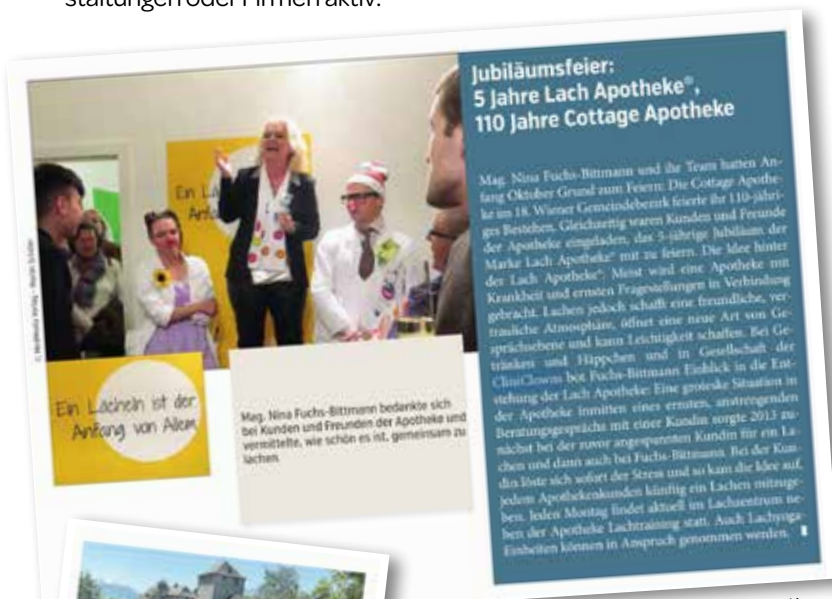 staltungen oder Firmen aktiv.
Jubiläumsfeier:
5 Jahre Lach Apotheke®,
110 Jahre Cottage Apotheke
Mag. Nina Fuchs-Bittmann und ihr Team hatten An-
fang Oktober Grund zum Feiern: Die Cottage Apothe-
ke im 18. Wiener Gemeindebezirk feierte ihr 110-jähri-
ges Bestehen. Gleichzeitig waren Kunden und Freunde
der Apotheke eingeladen, das 5-jährige Jubiläum der
Marke Lach Apotheke® mit zu feiern. Die Idee hinter
der Lach Apotheke®: Meist wird eine Apotheke mit
Krankheit und ernsten Fragestellungen in Verbindung
gebracht. Lachen jedoch schafft eine freundliche, ver-
trauliche Atmosphäre, öffnet eine neue Art von Ge-
sprächsebene und kann Leichtigkeit schaffen. Bei Ge-
tränken und Häppchen und in Gesellschaft der
CliniClowns bot Fuchs-Bittmann Einblick in die Ent-
stehung der Lach Apotheke: Eine groteske Situation in
der Apotheke inmitten eines ernsten, anstrengenden
Beratungsgesprächs mit einer Kundin sorgte 2013 zu-
nächst bei der zuvor angespannten Kundin für ein La-
chen und dann auch bei Fuchs-Bittmann. Bei der Kun-
din löste sich sofort der Stress und so kam die Idee auf,
jedem Apothekenkunden künftig ein Lachen mitzuge-
ben. Jeden Montag findet aktuell im Lachzentrum ne-
ben der Apotheke Lachtraining statt. Auch Lachyoga-
Einheiten können in Anspruch genommen werden.
Ein Lä
Anfa
© MedMedia Verlag - Martin
Ein Lächeln ist der
Anfang von Allem
Mag. Nina Fuchs-Bittmann bedankte sich
bei Kunden und Freunden der Apotheke und
vermittelte, wie schön es ist, gemeinsam zu
lachen.